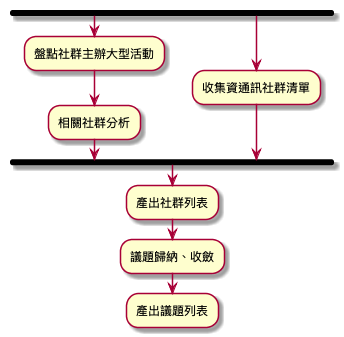 盤點社群主辦大型活動
收集資通訊社群清單
相關社群分析
產出社群列表
議題歸納、收斂
產出議題列表